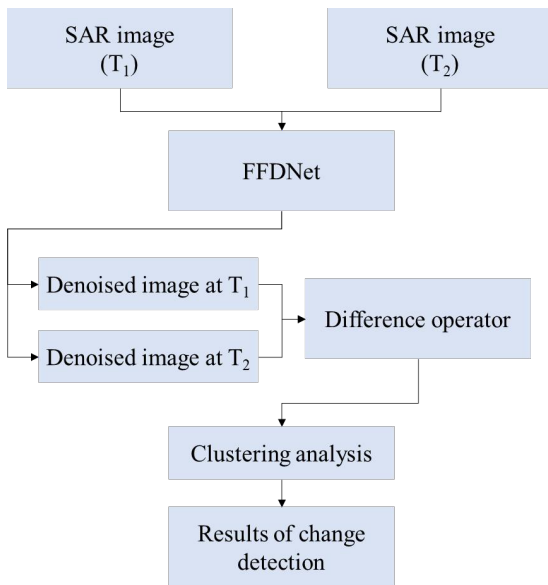 SAR image
(T₁)
SAR image
(T₂)
FFDNet
Denoised image at T₁
Denoised image at T₂
Difference operator
Clustering analysis
Results of change
detection